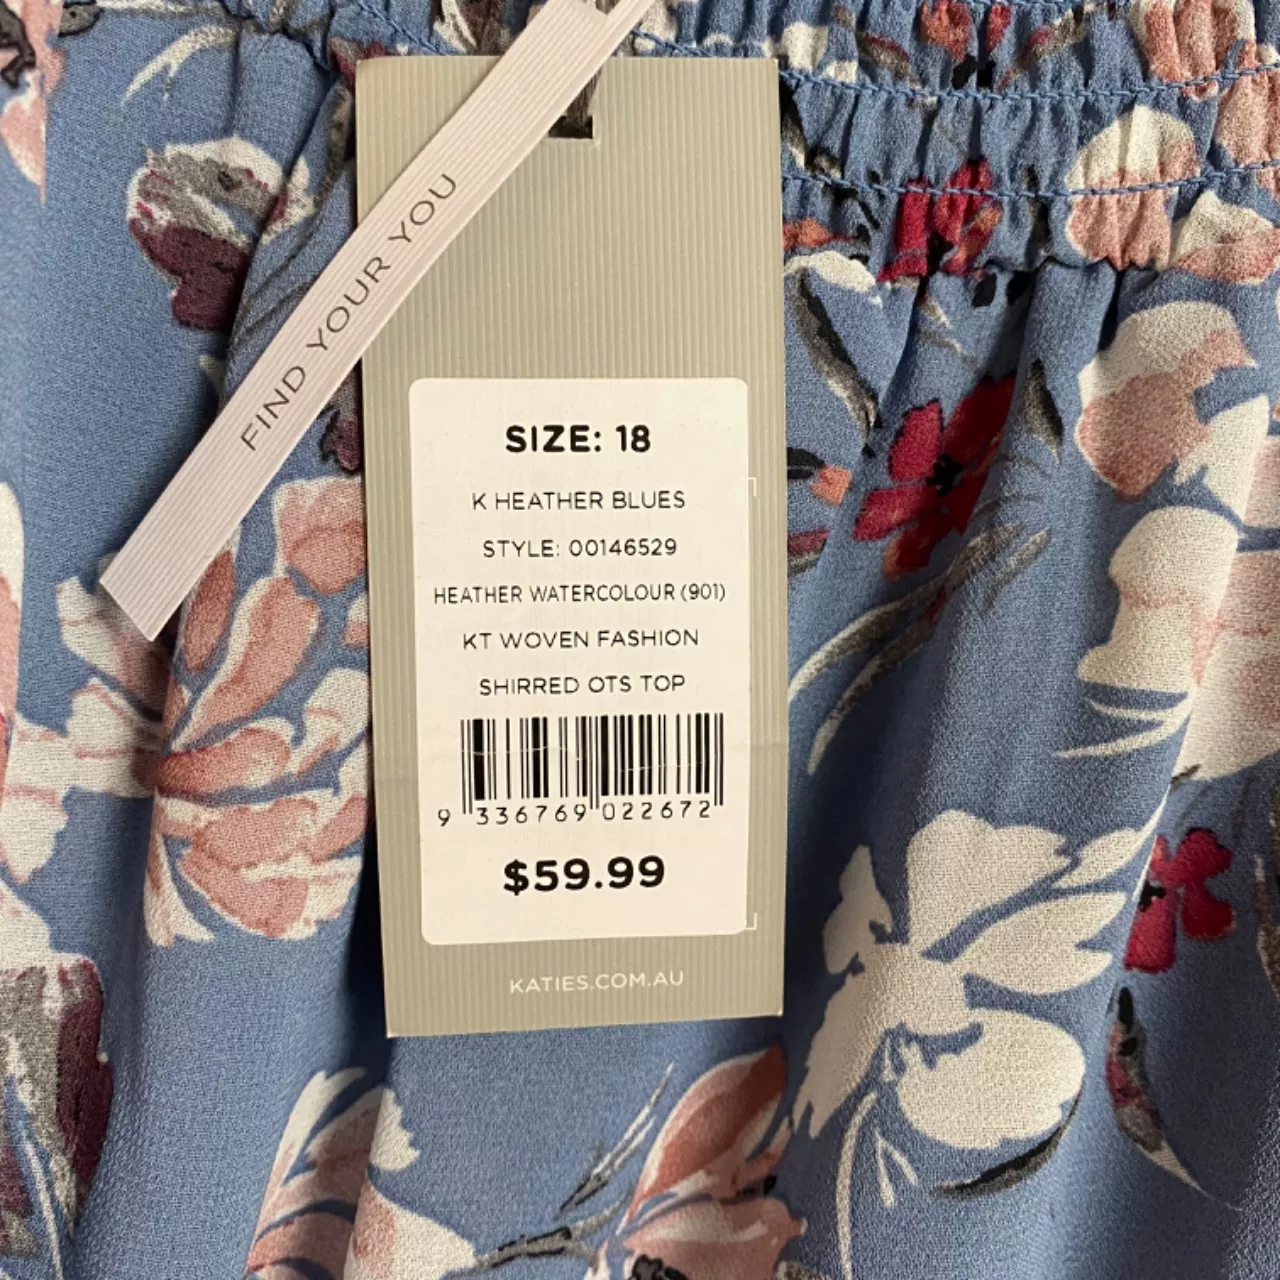 FIND YOUR YOU
SIZE: 18
K HEATHER BLUES
STYLE: 00146529
HEATHER WATERCOLOUR (901)
KT WOVEN FASHION
SHIRRED OTS TOP
9 336769 022672
$59.99
KATIES.COM.AU